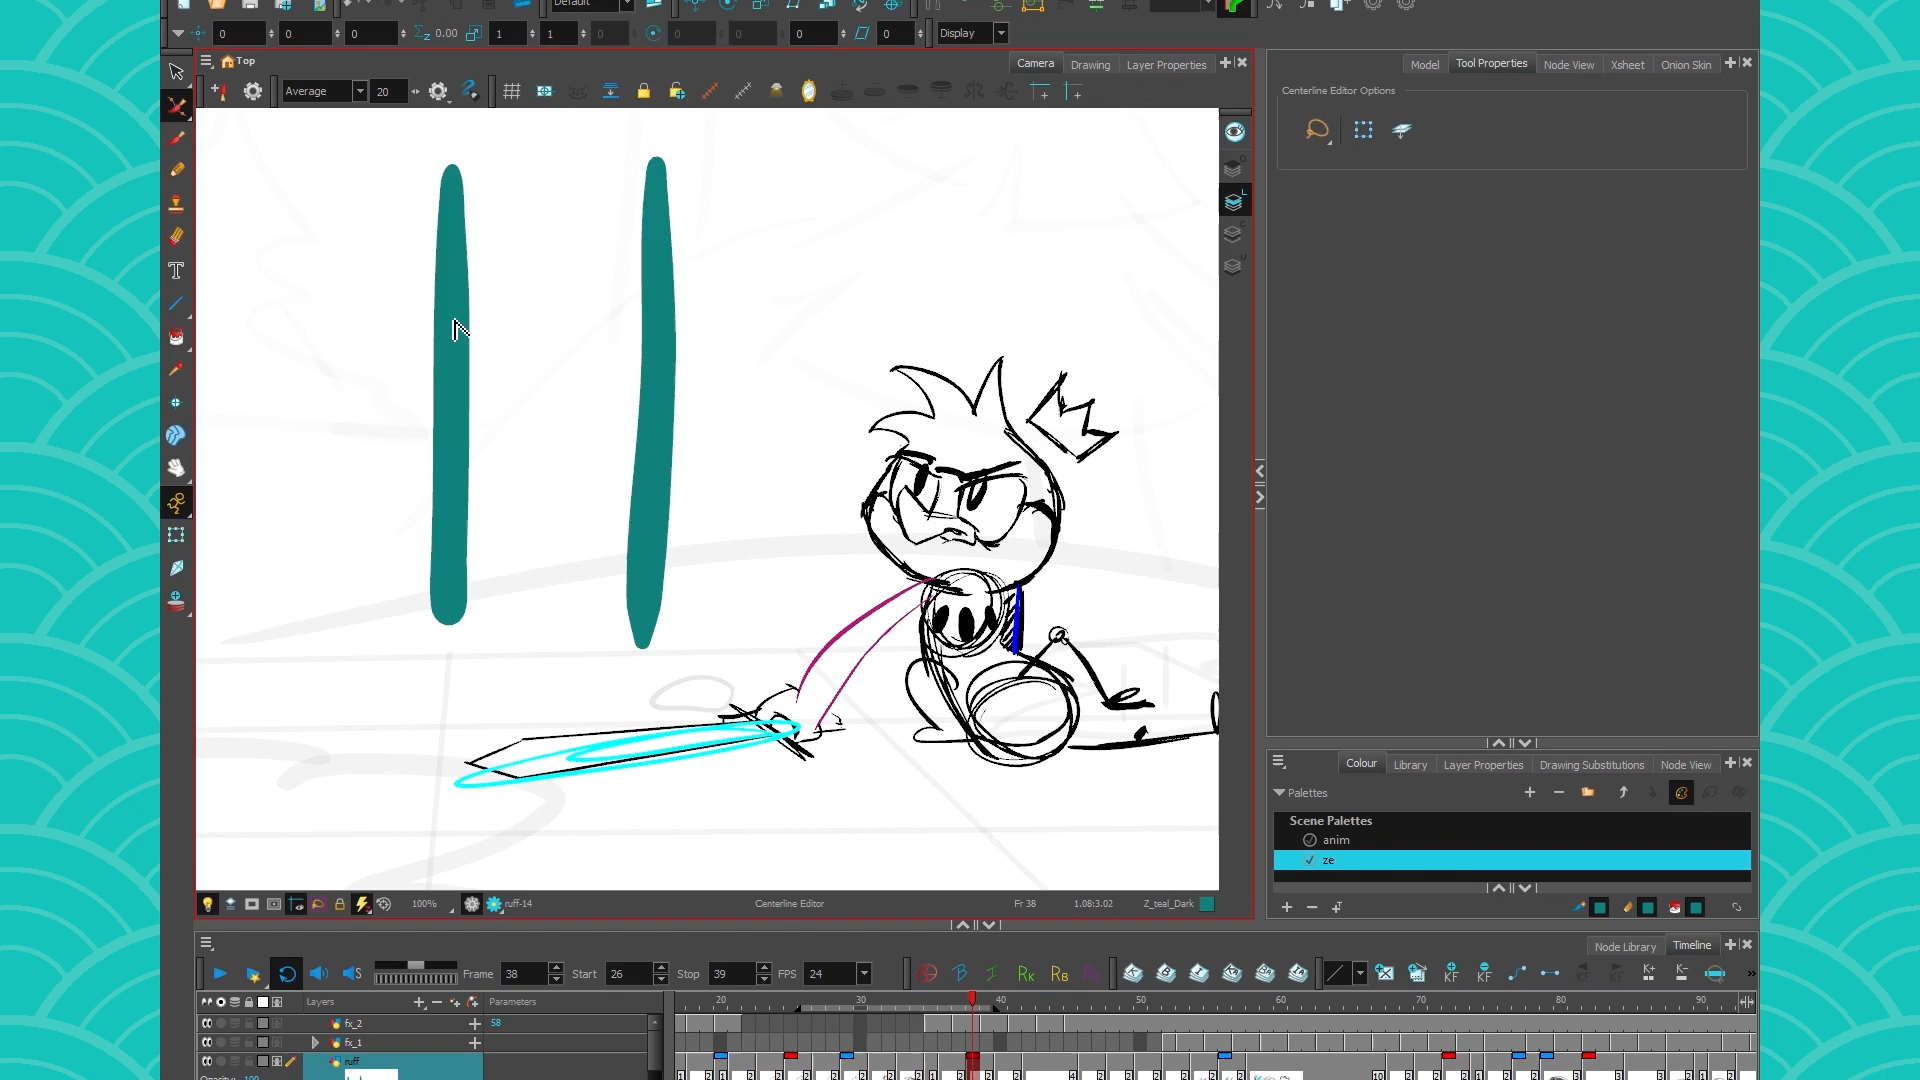 Default
0 0 0 0.00 1 1 0 0 0 0 0 Display
Top
Camera Drawing Layer Properties
Average 20
Model Tool Properties Node View Xsheet Onion Skin
Centerline Editor Options
Colour Library Layer Properties Drawing Substitutions Node View
Palettes
Scene Palettes
anim
ze
100% ruff-14 Centerline Editor Fr 38 1.08:3.02 Z_teal_Dark
Node Library Timeline
Frame 38 Start 26 Stop 39 FPS 24
Layers Parameters
20 30 40 50 60 70 80 90
fx_2 58
fx_1
ruff